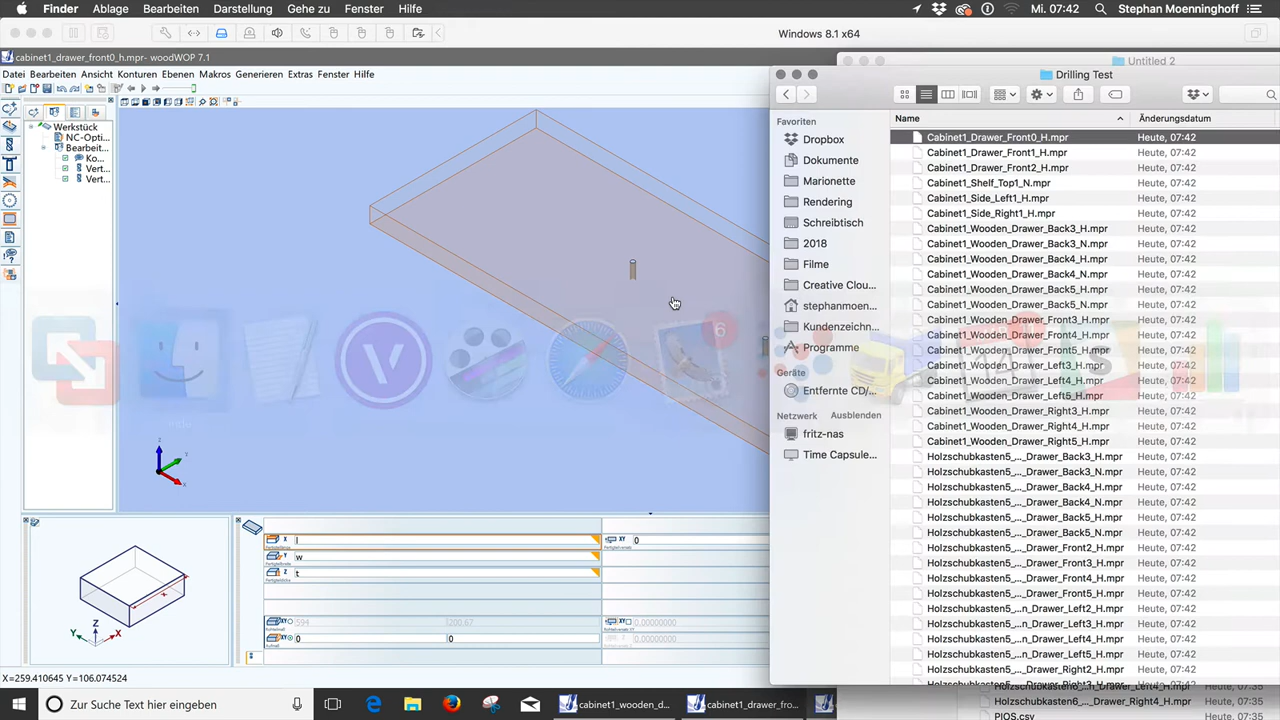 Finder Ablage Bearbeiten Darstellung Gehe zu Fenster Hilfe Mi. 07:42 Stephan Moenninghoff
Windows 8.1 x64
cabinet1_drawer_front0_h.mpr- woodWOP 7.1
Untitled 2
Datei Bearbeiten Ansicht Konturen Ebenen Makros Generieren Extras Fenster Hilfe
Drilling Test
Werkstück
NC-Opti
Bearbeit
Ko...
Vert
Vert
Favoriten
Dropbox
Dokumente
Marionette
Rendering
Schreibtisch
2018
Filme
Creative Clou...
stephanmoen...
Kundenzeichn...
Programme
Geräte
Entfernte CD/...
Netzwerk Ausblenden
fritz-nas
Time Capsule...
Name Änderungsdatum
Cabinet1_Drawer_Front0_H.mpr Heute, 07:42
Cabinet1_Drawer_Front1_H.mpr Heute, 07:42
Cabinet1_Drawer_Front2_H.mpr Heute, 07:42
Cabinet1_Shelf_Top1_N.mpr Heute, 07:42
Cabinet1_Side_Left1_H.mpr Heute, 07:42
Cabinet1_Side_Right1_H.mpr Heute, 07:42
Cabinet1_Wooden_Drawer_Back3_H.mpr Heute, 07:42
Cabinet1_Wooden_Drawer_Back3_N.mpr Heute, 07:42
Cabinet1_Wooden_Drawer_Back4_H.mpr Heute, 07:42
Cabinet1_Wooden_Drawer_Back4_N.mpr Heute, 07:42
Cabinet1_Wooden_Drawer_Back5_H.mpr Heute, 07:42
Cabinet1_Wooden_Drawer_Back5_N.mpr Heute, 07:42
Cabinet1_Wooden_Drawer_Front3_H.mpr Heute, 07:42
Cabinet1_Wooden_Drawer_Front4_H.mpr Heute, 07:42
Cabinet1_Wooden_Drawer_Front5_H.mpr Heute, 07:42
Cabinet1_Wooden_Drawer_Left3_H.mpr Heute, 07:42
Cabinet1_Wooden_Drawer_Left4_H.mpr Heute, 07:42
Cabinet1_Wooden_Drawer_Left5_H.mpr Heute, 07:42
Cabinet1_Wooden_Drawer_Right3_H.mpr Heute, 07:42
Cabinet1_Wooden_Drawer_Right4_H.mpr Heute, 07:42
Cabinet1_Wooden_Drawer_Right5_H.mpr Heute, 07:42
Holzschubkasten5_..._Drawer_Back3_H.mpr Heute, 07:42
Holzschubkasten5_..._Drawer_Back3_N.mpr Heute, 07:42
Holzschubkasten5_..._Drawer_Back4_H.mpr Heute, 07:42
Holzschubkasten5_..._Drawer_Back4_N.mpr Heute, 07:42
Holzschubkasten5_..._Drawer_Back5_H.mpr Heute, 07:42
Holzschubkasten5_..._Drawer_Back5_N.mpr Heute, 07:42
Holzschubkasten5_..._Drawer_Front2_H.mpr Heute, 07:42
Holzschubkasten5_..._Drawer_Front3_H.mpr Heute, 07:42
Holzschubkasten5_..._Drawer_Front4_H.mpr Heute, 07:42
Holzschubkasten5_..._Drawer_Front5_H.mpr Heute, 07:42
Holzschubkasten5_...n_Drawer_Left2_H.mpr Heute, 07:42
Holzschubkasten5_...n_Drawer_Left3_H.mpr Heute, 07:42
Holzschubkasten5_...n_Drawer_Left4_H.mpr Heute, 07:42
Holzschubkasten5_...n_Drawer_Left5_H.mpr Heute, 07:42
Holzschubkasten5_..._Drawer_Right2_H.mpr Heute, 07:42
Holzschubkasten5_..._Drawer_Right3_H.mpr Heute, 07:42
Holzschubkasten6_..._Drawer_Right4_H.mpr Heute, 07:35
PIOS.csv Heute, 07:35
6
14
S
z
Y
X
Z
Y X
X l XY 0
Y w
Z t
594 200.67 0.00000000
0 0
X=259.410645 Y=106.074524
Zur Suche Text hier eingeben
cabinet1_wooden_d...
cabinet1_drawer_fro...